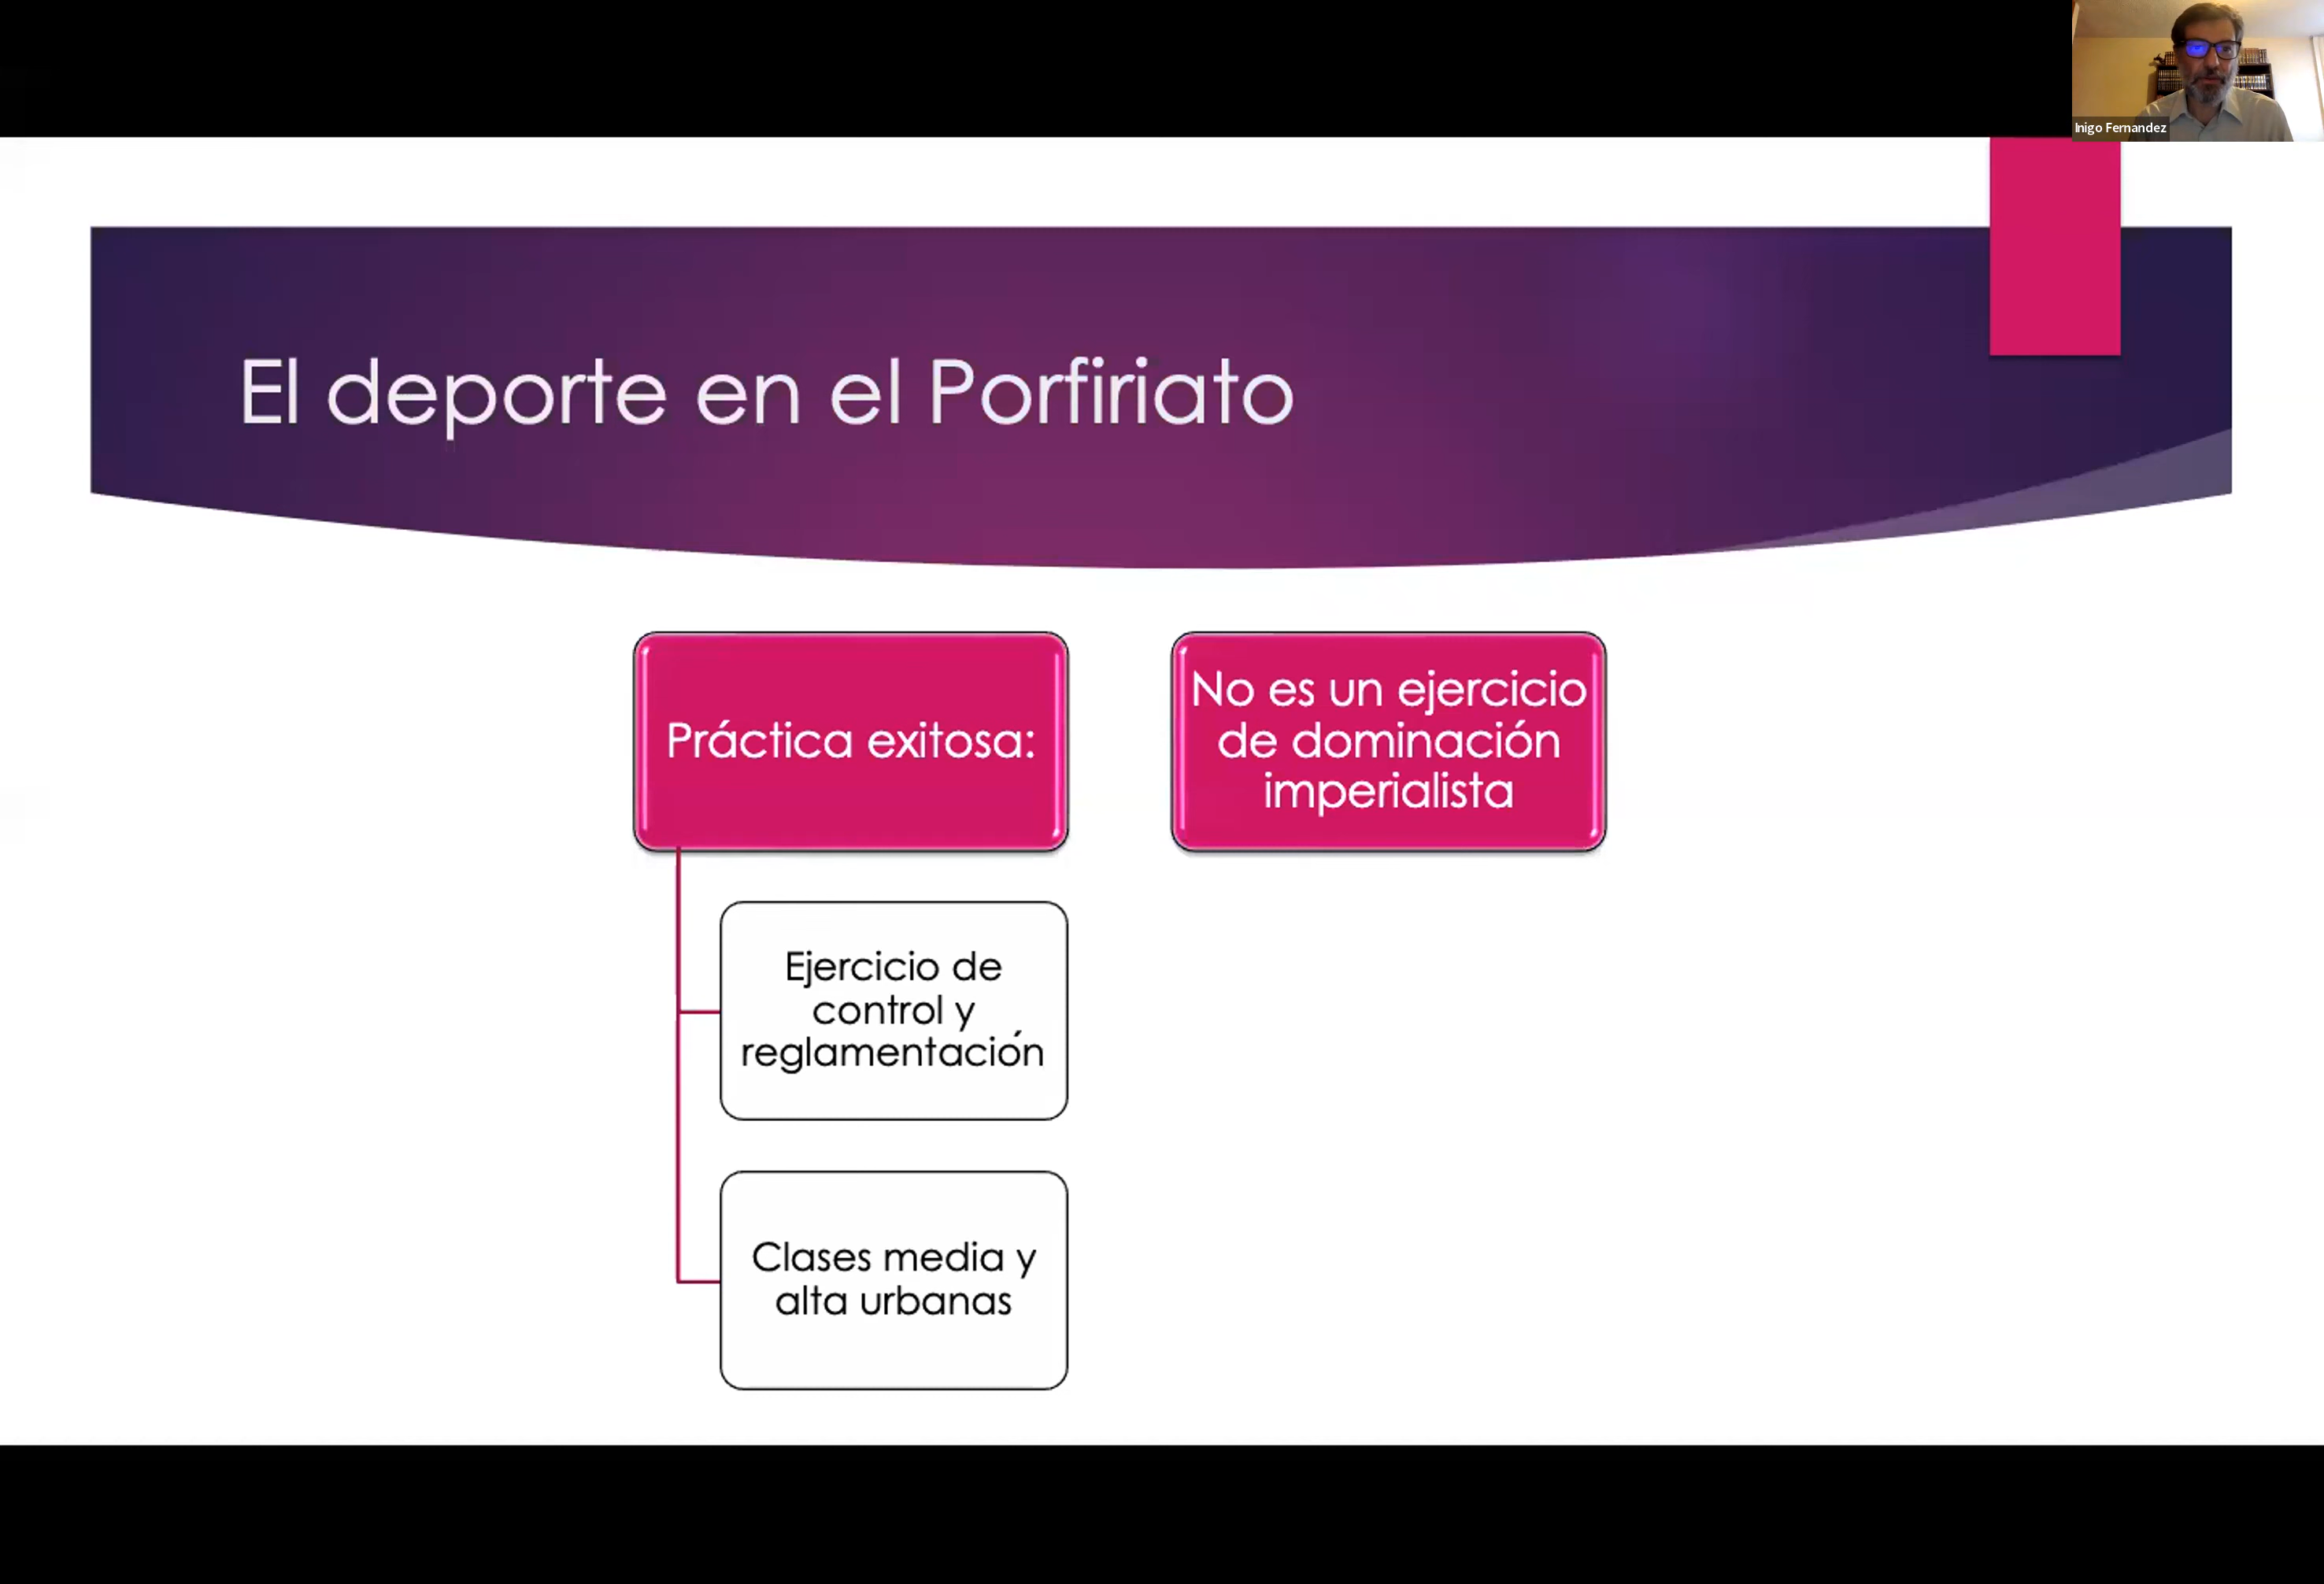 Inigo Fernandez
El deporte en el Porfiriato
Práctica exitosa:
No es un ejercicio
de dominación
imperialista
Ejercicio de
control y
reglamentación
Clases media y
alta urbanas